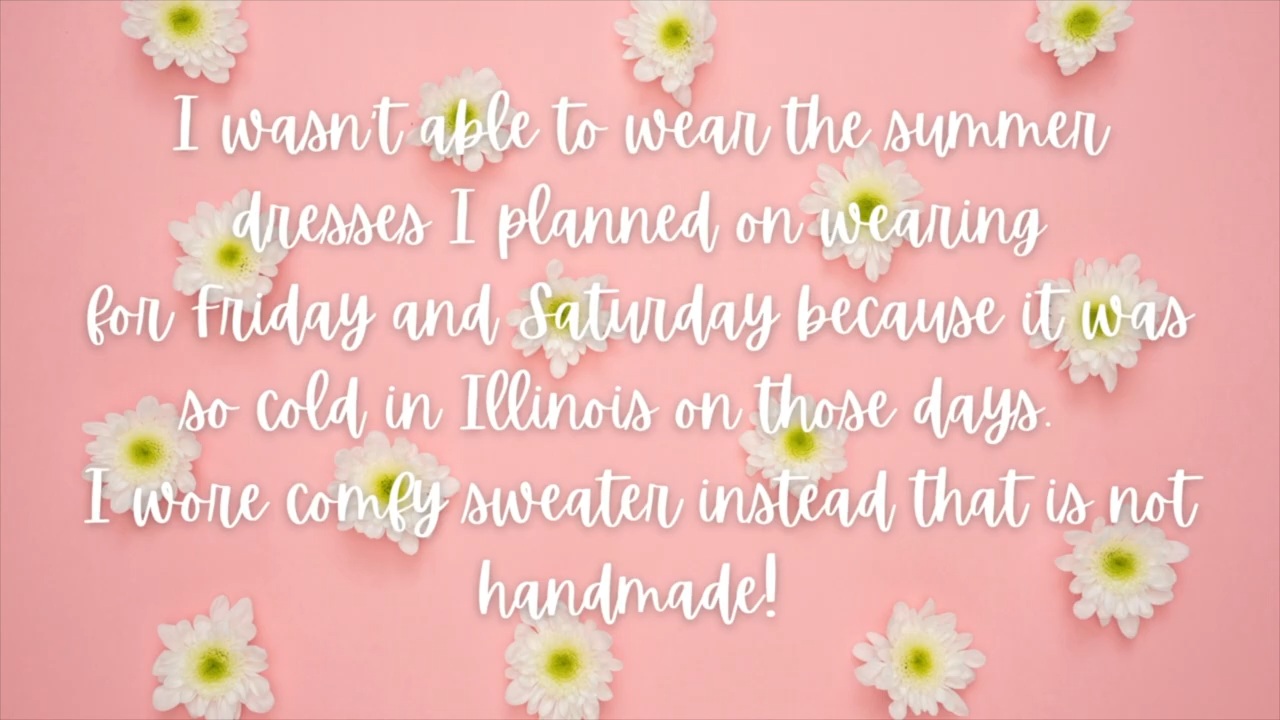 I wasn't able to wear the summer
dresses I planned on wearing
for Friday and Saturday because it was
so cold in Illinois on those days.
I wore comfy sweater instead that is not
handmade!